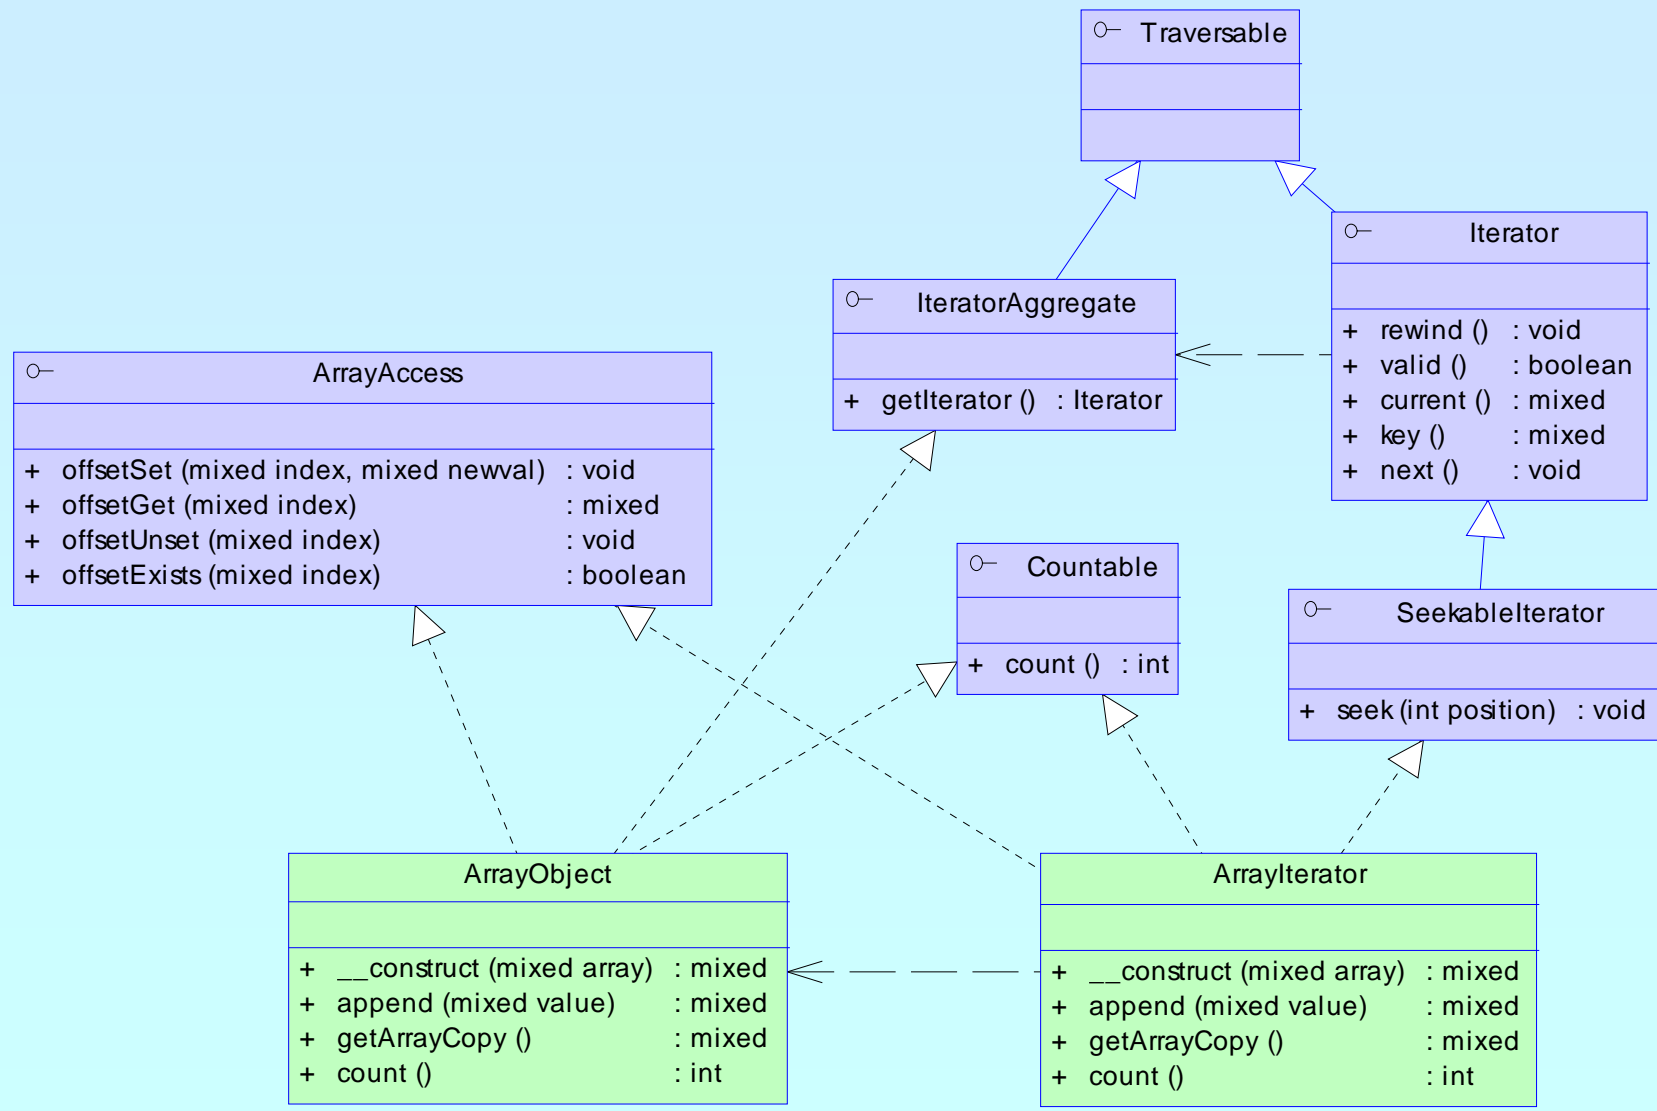 Traversable
Iterator
+ rewind () : void
+ valid () : boolean
+ current () : mixed
+ key () : mixed
+ next () : void
IteratorAggregate
+ getIterator () : Iterator
ArrayAccess
+ offsetSet (mixed index, mixed newval) : void
+ offsetGet (mixed index) : mixed
+ offsetUnset (mixed index) : void
+ offsetExists (mixed index) : boolean
Countable
+ count () : int
SeekableIterator
+ seek (int position) : void
ArrayObject
+ __construct (mixed array) : mixed
+ append (mixed value) : mixed
+ getArrayCopy () : mixed
+ count () : int
ArrayIterator
+ __construct (mixed array) : mixed
+ append (mixed value) : mixed
+ getArrayCopy () : mixed
+ count () : int